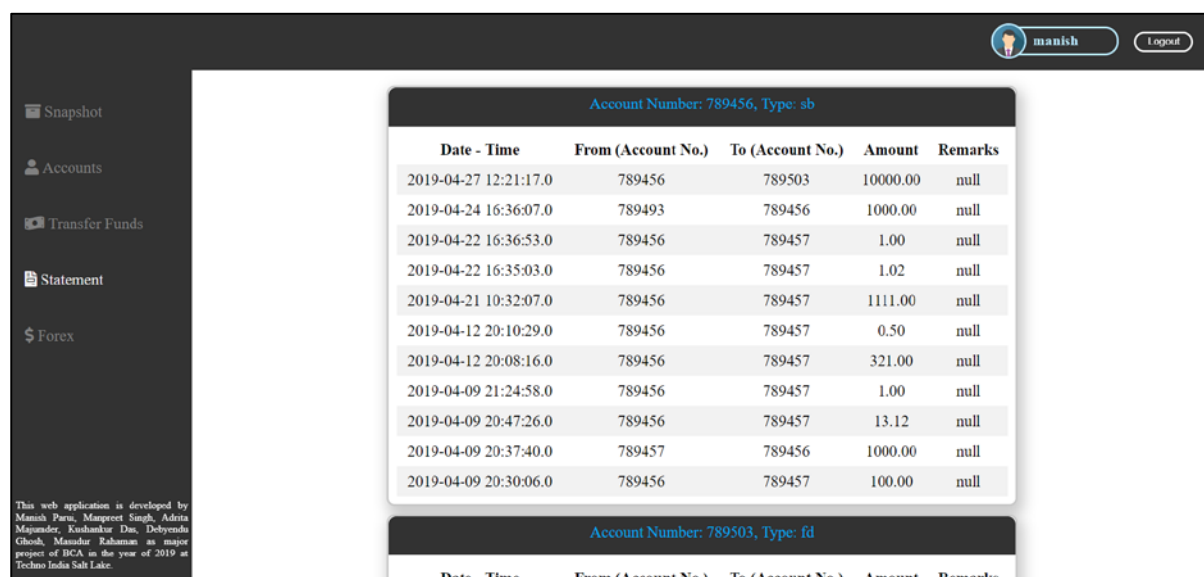 manish
Logout
Snapshot
Accounts
Transfer Funds
Statement
$ Forex
This web application is developed by
Manish Parui, Manpreet Singh, Adrita
Majumder, Kushankur Das, Debyendu
Ghosh, Masudur Rahaman as major
project of BCA in the year of 2019 at
Techno India Salt Lake.
Account Number: 789456, Type: sb
Date - Time From (Account No.) To (Account No.) Amount Remarks
2019-04-27 12:21:17.0 789456 789503 10000.00 null
2019-04-24 16:36:07.0 789493 789456 1000.00 null
2019-04-22 16:36:53.0 789456 789457 1.00 null
2019-04-22 16:35:03.0 789456 789457 1.02 null
2019-04-21 10:32:07.0 789456 789457 1111.00 null
2019-04-12 20:10:29.0 789456 789457 0.50 null
2019-04-12 20:08:16.0 789456 789457 321.00 null
2019-04-09 21:24:58.0 789456 789457 1.00 null
2019-04-09 20:47:26.0 789456 789457 13.12 null
2019-04-09 20:37:40.0 789457 789456 1000.00 null
2019-04-09 20:30:06.0 789456 789457 100.00 null
Account Number: 789503, Type: fd
Date - Time From (Account No.) To (Account No.) Amount Remarks